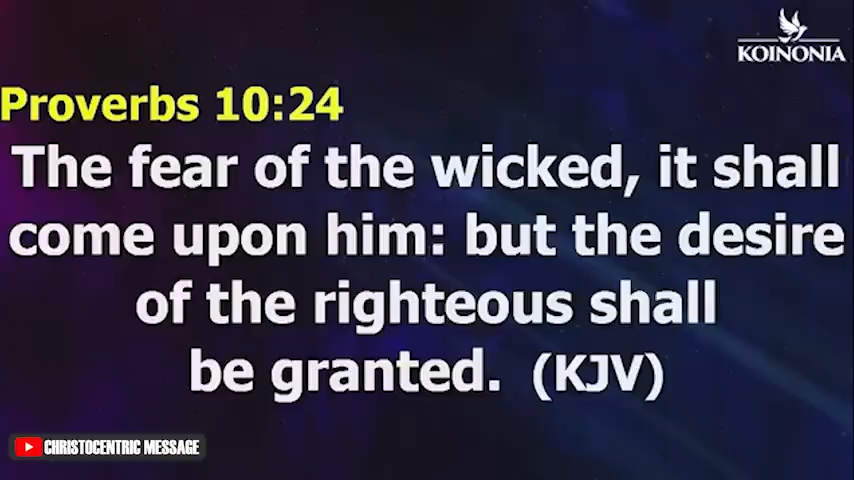 KOINONIA
Proverbs 10:24
The fear of the wicked, it shall
come upon him: but the desire
of the righteous shall
be granted. (KJV)
CHRISTOCENTRIC MESSAGE